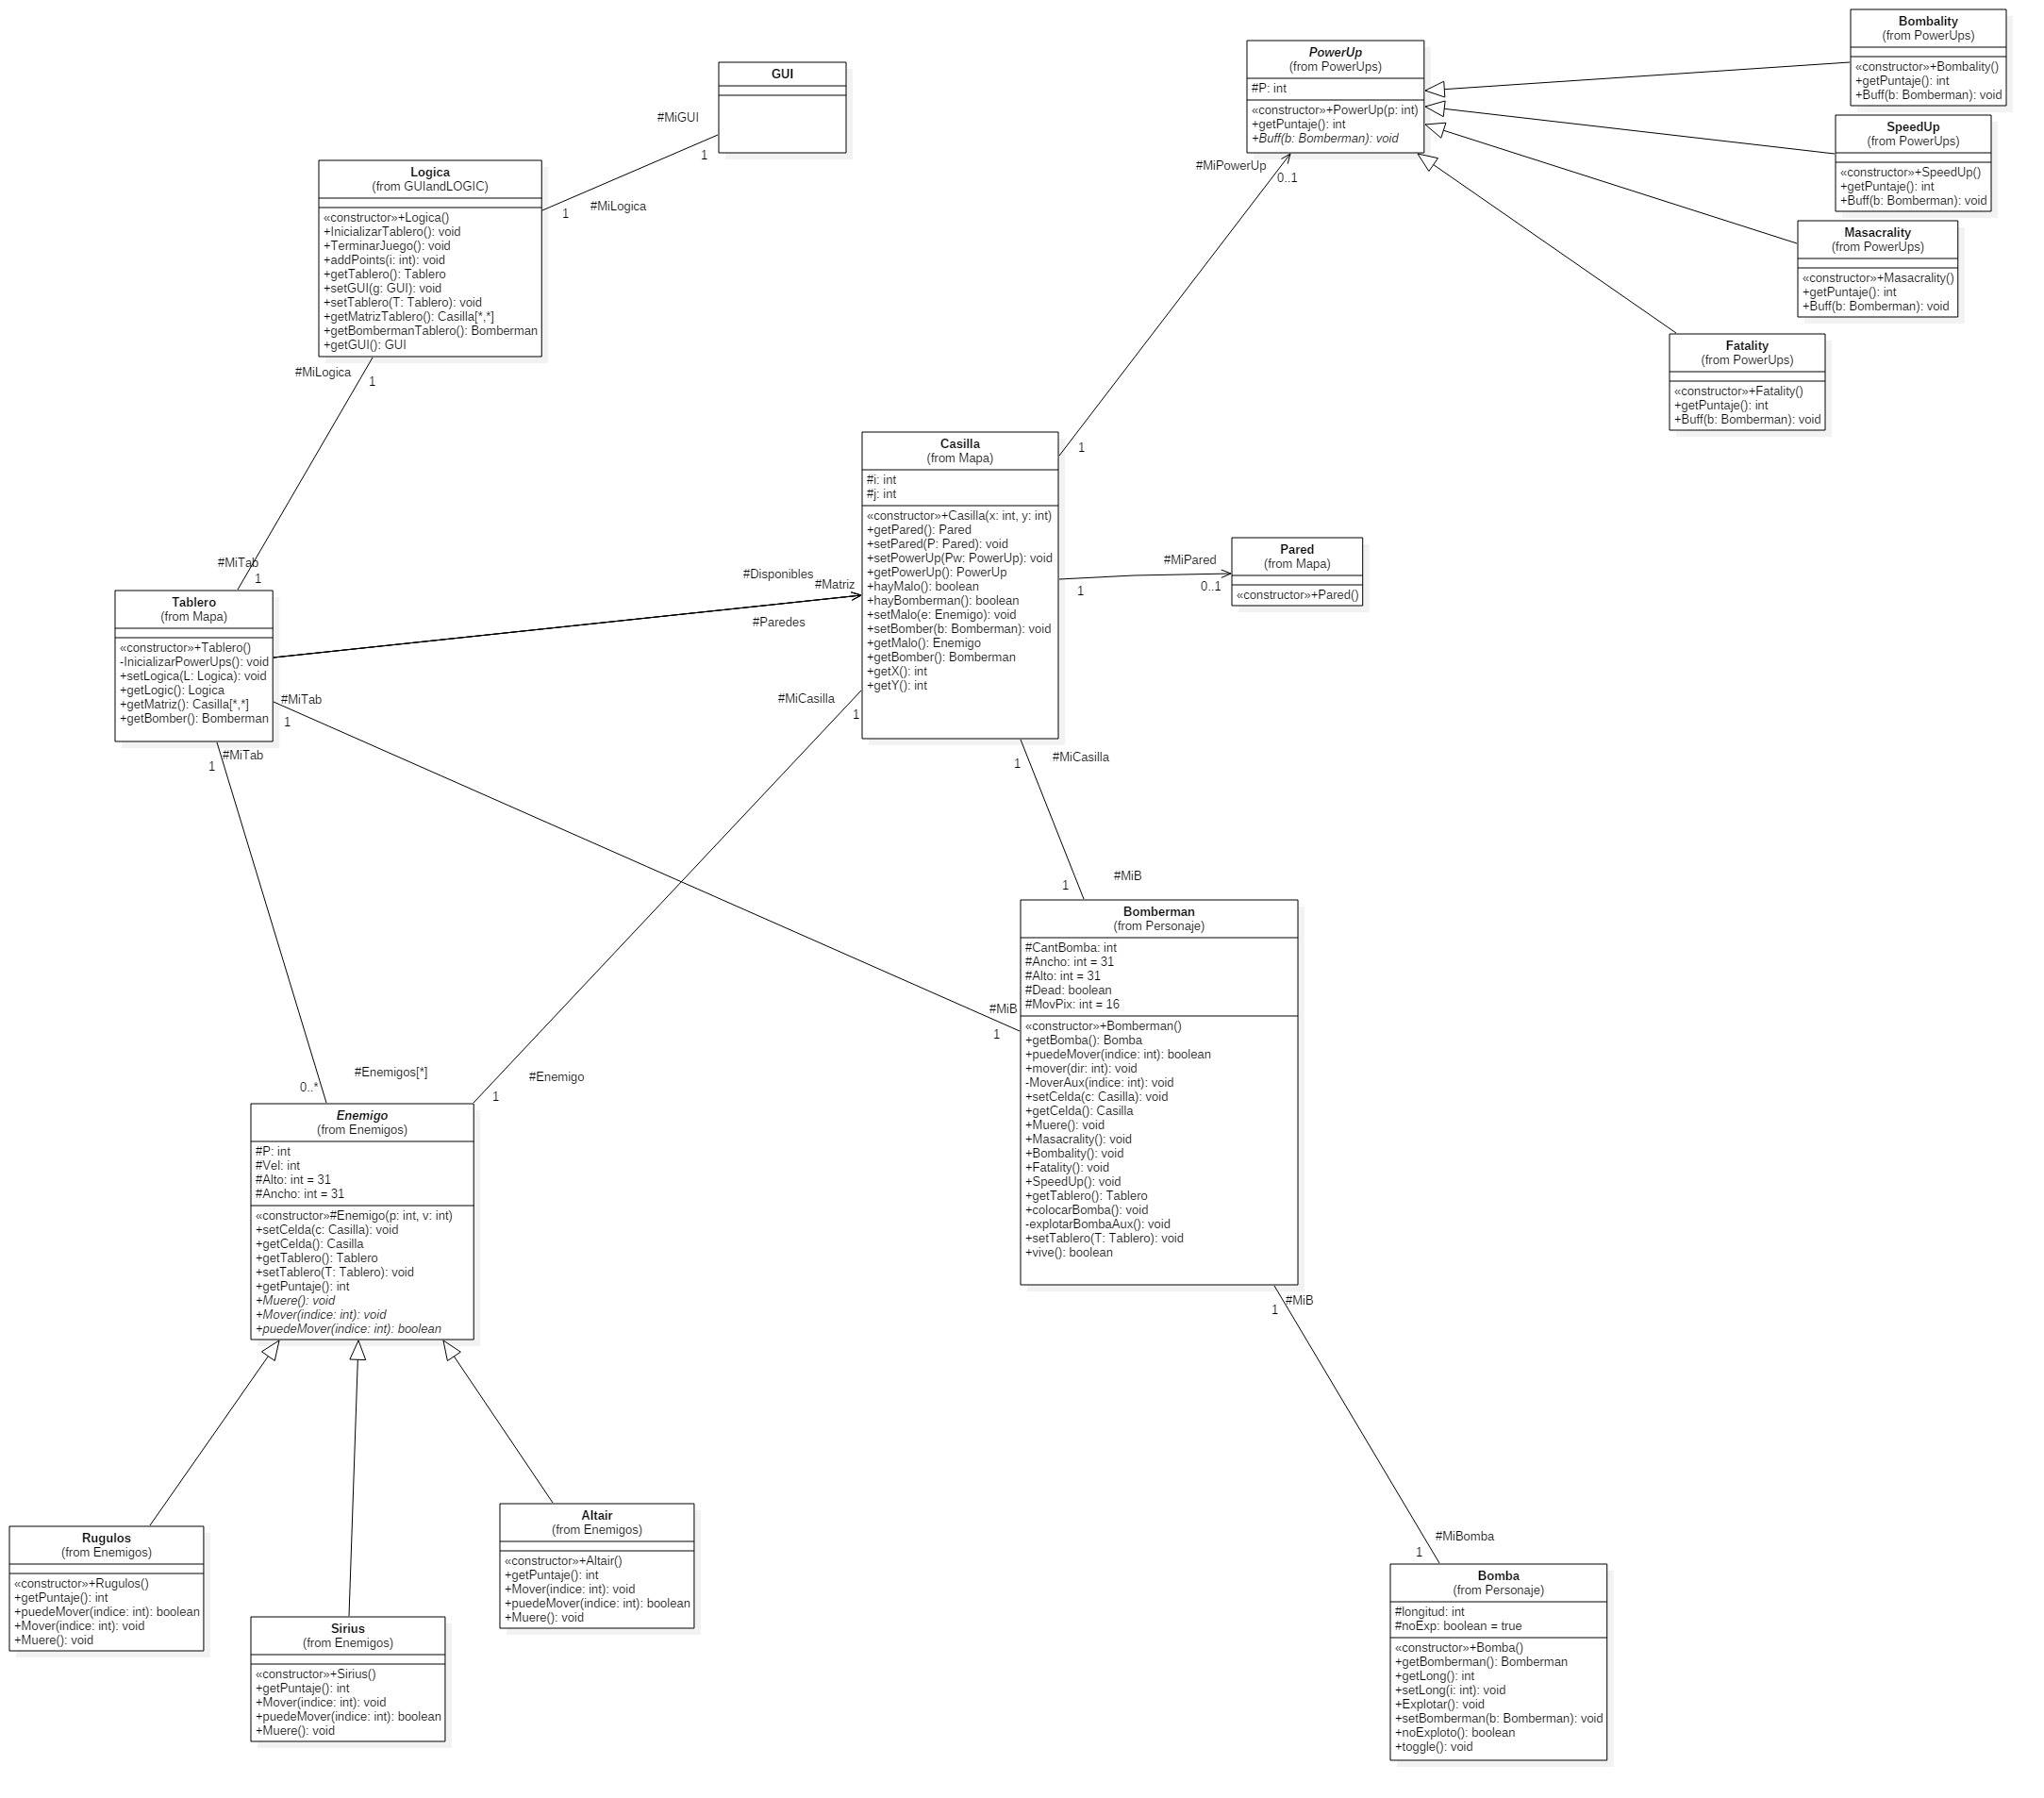 Bombality
(from PowerUps)
«constructor»+Bombality()
+getPuntaje(): int
+Buff(b: Bomberman): void
PowerUp
(from PowerUps)
#P: int
«constructor»+PowerUp(p: int)
+getPuntaje(): int
+Buff(b: Bomberman): void
GUI
#MiGUI
1
SpeedUp
(from PowerUps)
«constructor»+SpeedUp()
+getPuntaje(): int
+Buff(b: Bomberman): void
#MiPowerUp
0..1
Logica
(from GUIandLOGIC)
«constructor»+Logica()
+InicializarTablero(): void
+TerminarJuego(): void
+addPoints(i: int): void
+getTablero(): Tablero
+setGUI(g: GUI): void
+setTablero(T: Tablero): void
+getMatrizTablero(): Casilla[*,*]
+getBombermanTablero(): Bomberman
+getGUI(): GUI
#MiLogica
1
Masacrality
(from PowerUps)
«constructor»+Masacrality()
+getPuntaje(): int
+Buff(b: Bomberman): void
Fatality
(from PowerUps)
«constructor»+Fatality()
+getPuntaje(): int
+Buff(b: Bomberman): void
#MiLogica
1
Casilla
(from Mapa)
#i: int
#j: int
«constructor»+Casilla(x: int, y: int)
+getPared(): Pared
+setPared(P: Pared): void
+setPowerUp(Pw: PowerUp): void
+getPowerUp(): PowerUp
+hayMalo(): boolean
+hayBomberman(): boolean
+setMalo(e: Enemigo): void
+setBomber(b: Bomberman): void
+getMalo(): Enemigo
+getBomber(): Bomberman
+getX(): int
+getY(): int
1
#MiPared
1
0..1
Pared
(from Mapa)
«constructor»+Pared()
#MiTab
1
#Disponibles
#Matriz
#Paredes
Tablero
(from Mapa)
«constructor»+Tablero()
-InicializarPowerUps(): void
+setLogica(L: Logica): void
+getLogic(): Logica
+getMatriz(): Casilla[*,*]
+getBomber(): Bomberman
#MiTab
1
#MiTab
1
#MiCasilla
1
#MiCasilla
1
#MiB
1
Bomberman
(from Personaje)
#CantBomba: int
#Ancho: int = 31
#Alto: int = 31
#Dead: boolean
#MovPix: int = 16
«constructor»+Bomberman()
+getBomba(): Bomba
+puedeMover(indice: int): boolean
+mover(dir: int): void
-MoverAux(indice: int): void
+setCelda(c: Casilla): void
+getCelda(): Casilla
+Muere(): void
+Masacrality(): void
+Bombality(): void
+Fatality(): void
+SpeedUp(): void
+getTablero(): Tablero
+colocarBomba(): void
-explotarBombaAux(): void
+setTablero(T: Tablero): void
+vive(): boolean
#MiB
1
#Enemigos[*]
0..*
#Enemigo
1
Enemigo
(from Enemigos)
#P: int
#Vel: int
#Alto: int = 31
#Ancho: int = 31
«constructor»#Enemigo(p: int, v: int)
+setCelda(c: Casilla): void
+getCelda(): Casilla
+getTablero(): Tablero
+setTablero(T: Tablero): void
+getPuntaje(): int
+Muere(): void
+Mover(indice: int): void
+puedeMover(indice: int): boolean
#MiB
1
Rugulos
(from Enemigos)
«constructor»+Rugulos()
+getPuntaje(): int
+puedeMover(indice: int): boolean
+Mover(indice: int): void
+Muere(): void
Sirius
(from Enemigos)
«constructor»+Sirius()
+getPuntaje(): int
+Mover(indice: int): void
+puedeMover(indice: int): boolean
+Muere(): void
Altair
(from Enemigos)
«constructor»+Altair()
+getPuntaje(): int
+Mover(indice: int): void
+puedeMover(indice: int): boolean
+Muere(): void
#MiBomba
1
Bomba
(from Personaje)
#longitud: int
#noExp: boolean = true
«constructor»+Bomba()
+getBomberman(): Bomberman
+getLong(): int
+setLong(i: int): void
+Explotar(): void
+setBomberman(b: Bomberman): void
+noExploto(): boolean
+toggle(): void